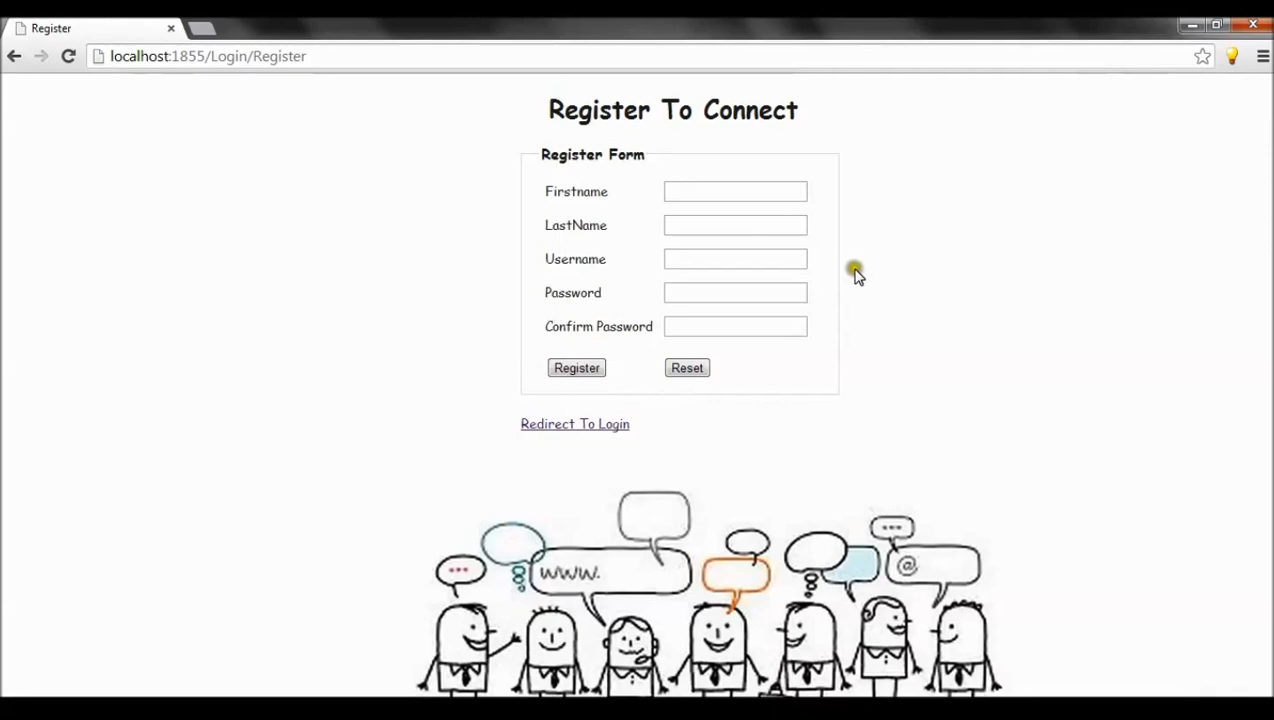 Register
localhost:1855/Login/Register
Register To Connect
Register Form
Firstname
LastName
Username
Password
Confirm Password
Register Reset
Redirect To Login
www.
@